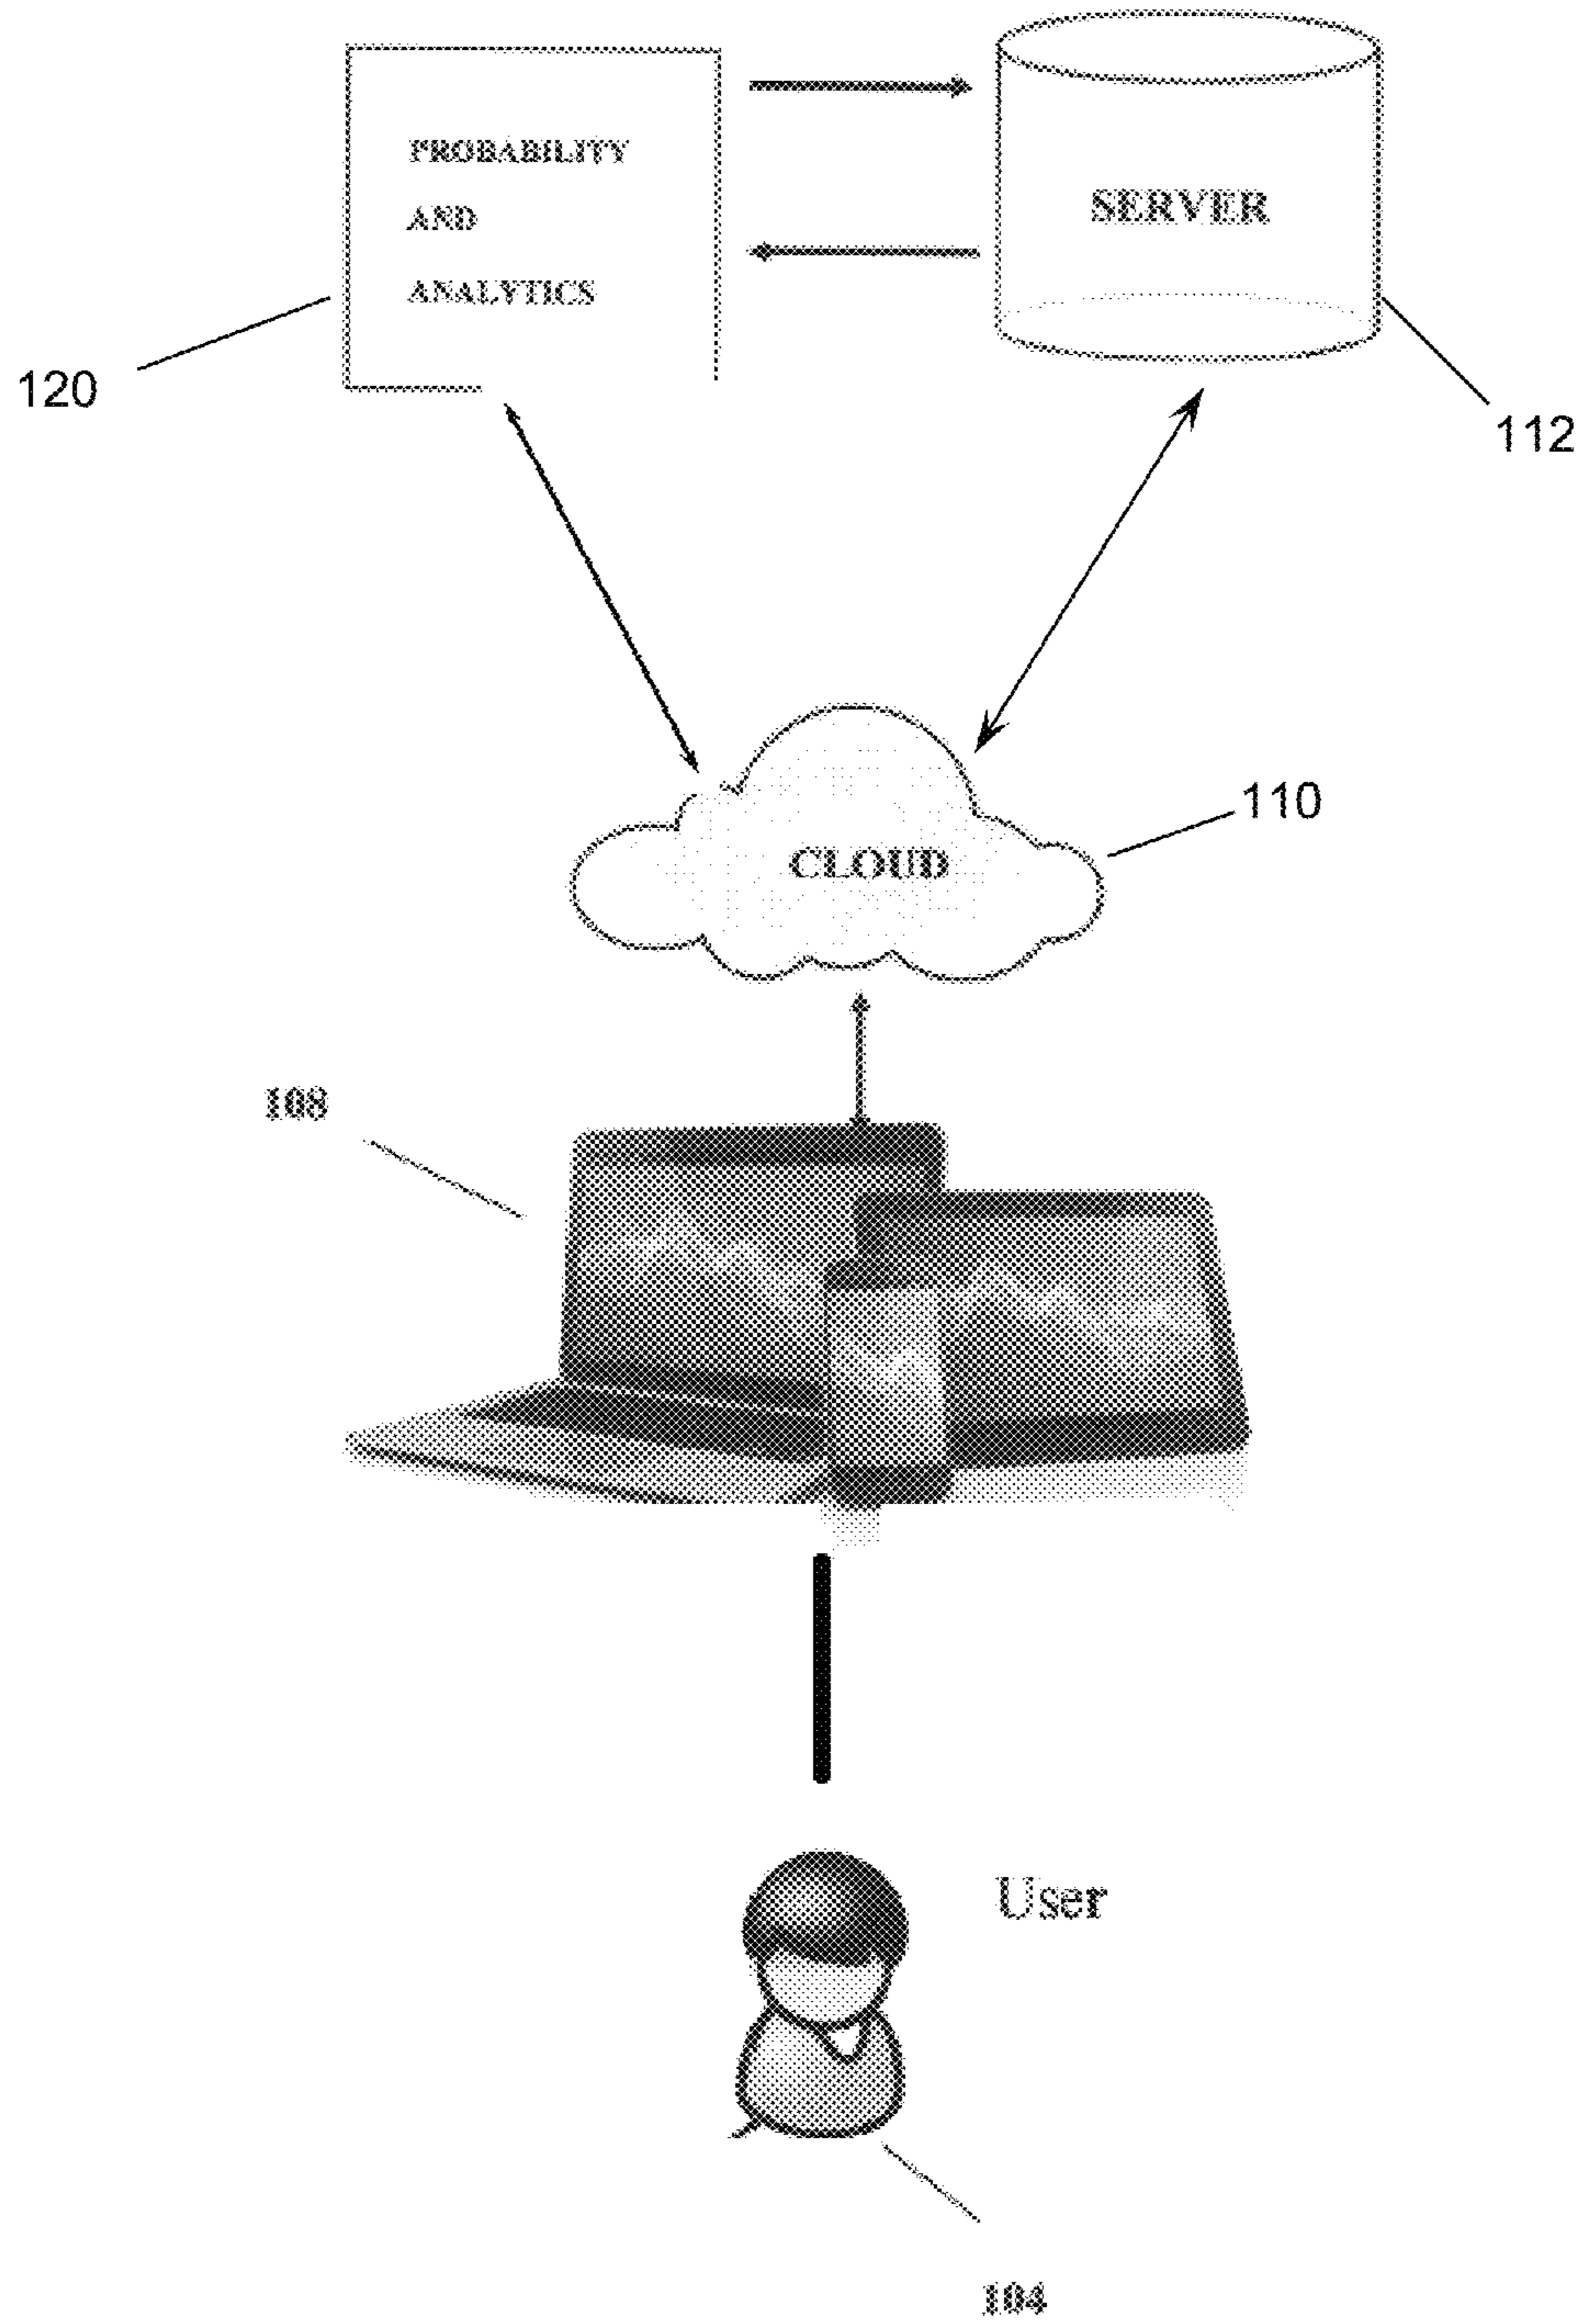 PROBABILITY
AND
ANALYTICS
SERVER
120
112
110
CLOUD
108
User
104